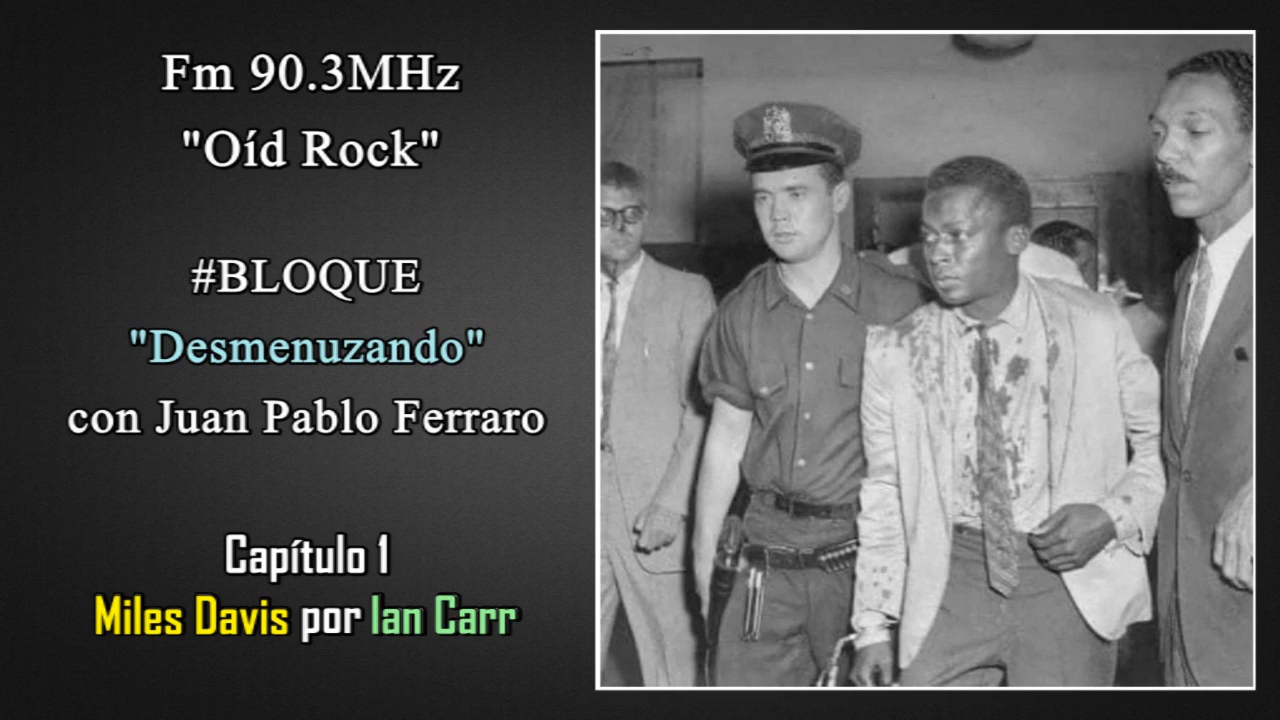 Fm 90.3MHz
"Oíd Rock"
#BLOQUE
"Desmenuzando"
con Juan Pablo Ferraro
Capítulo 1
Miles Davis por Ian Carr